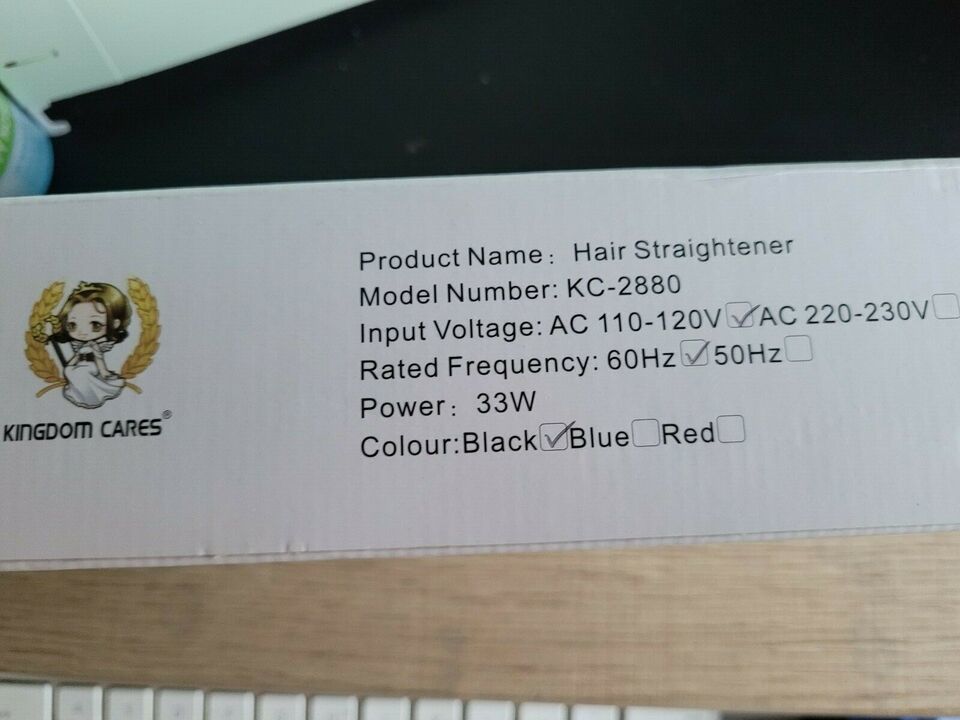 Product Name: Hair Straightener
Model Number: KC-2880
Input Voltage: AC 110-120V ☑ AC 220-230V ☐
Rated Frequency: 60Hz ☑ 50Hz ☐
Power: 33W
Colour:Black ☑ Blue ☐ Red ☐
KINGDOM CARES®